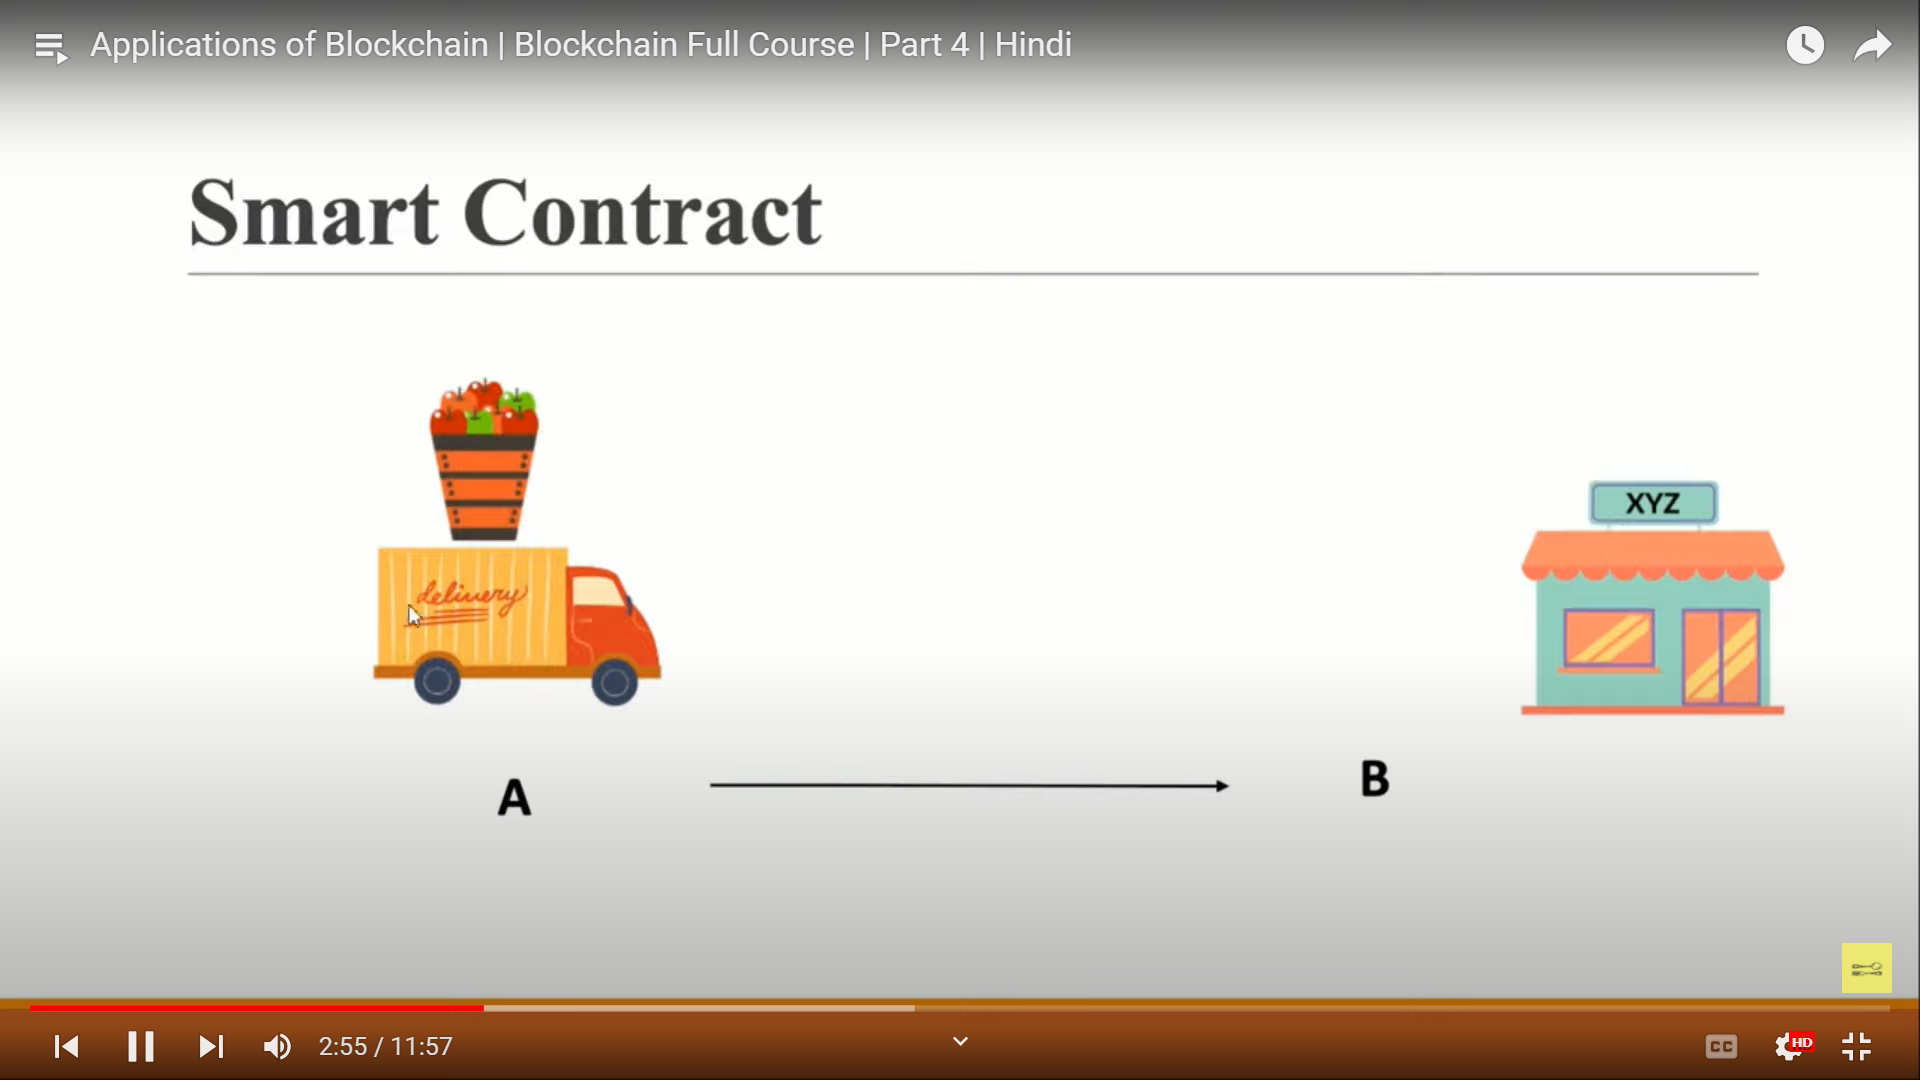 Applications of Blockchain | Blockchain Full Course | Part 4 | Hindi
Smart Contract
XYZ
delivery
A
B
2:55 / 11:57
CC
HD